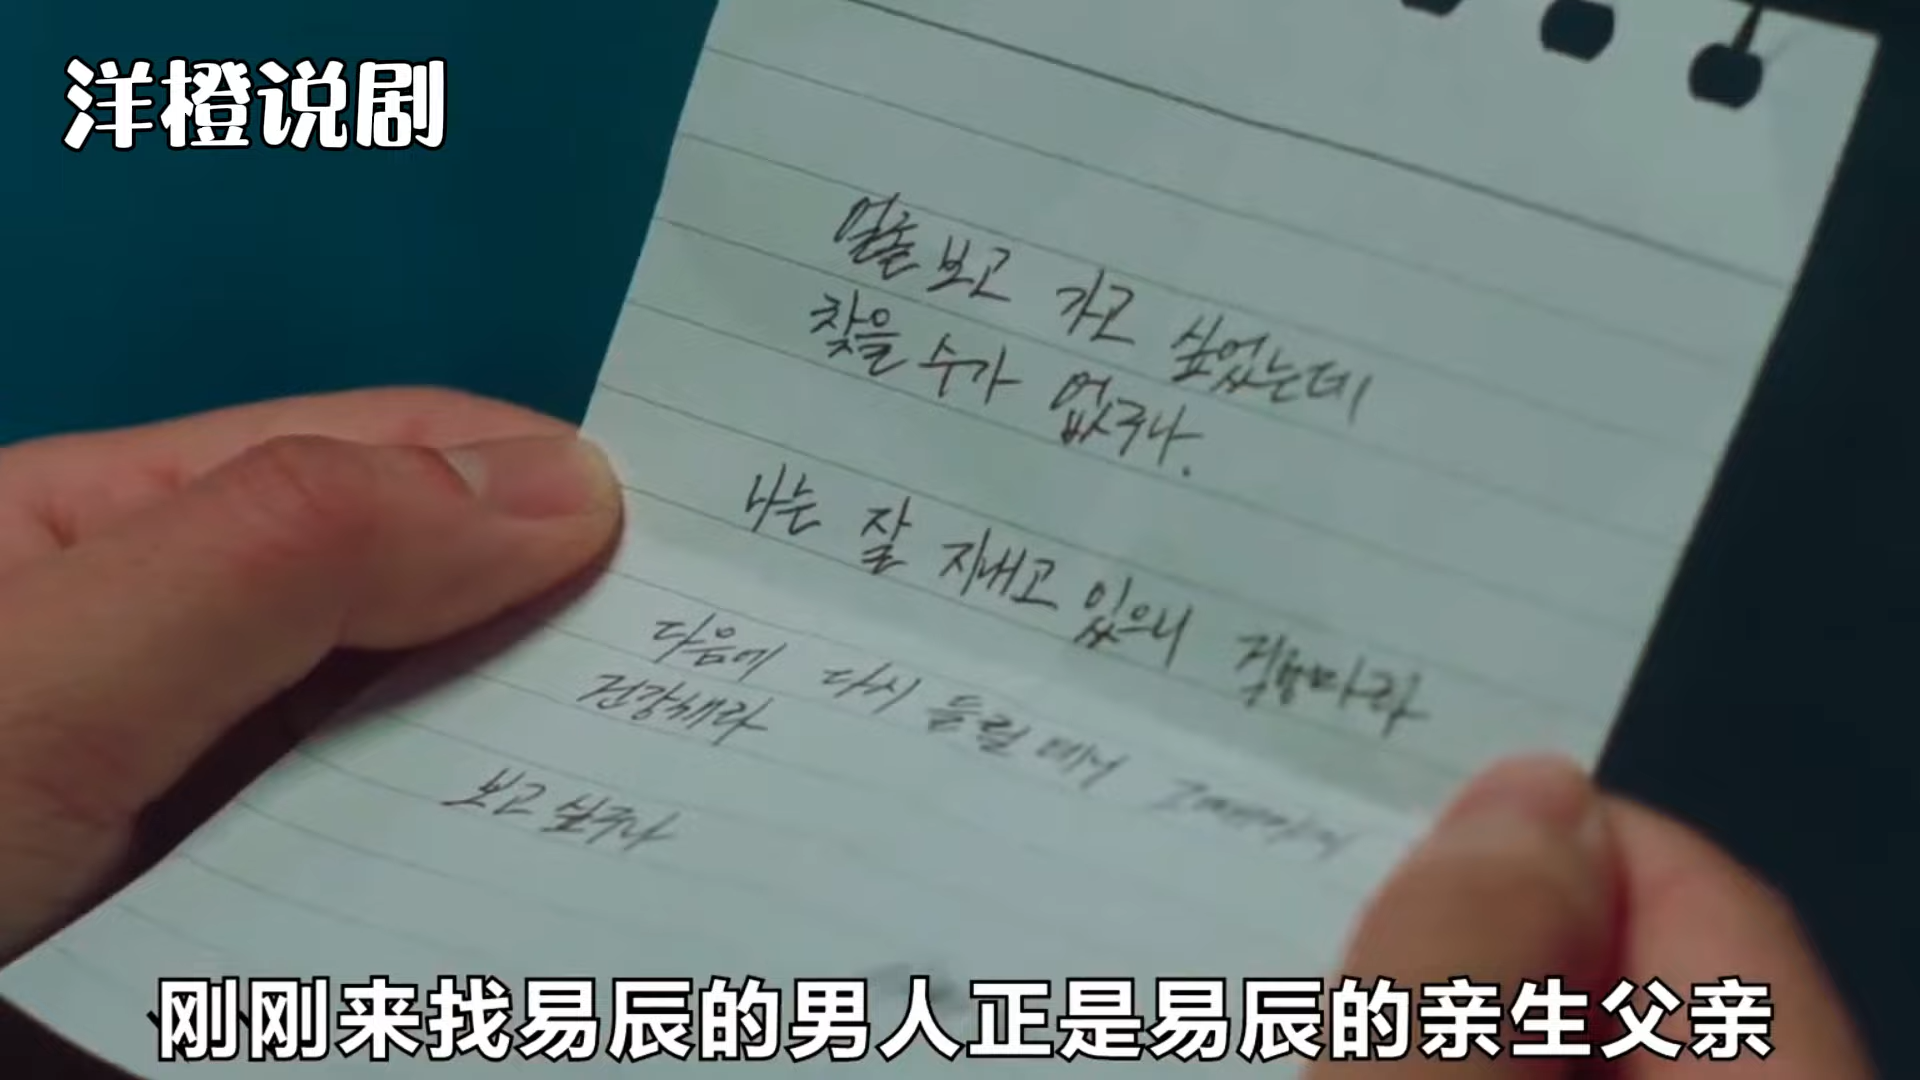 洋橙说剧
얼굴 보고 가고 싶었는데
찾을 수가 없구나.
나는 잘 지내고 있으니 걱정마라
다음에 다시 들릴테니
건강해라
보고 싶구나
刚刚来找易辰的男人正是易辰的亲生父亲